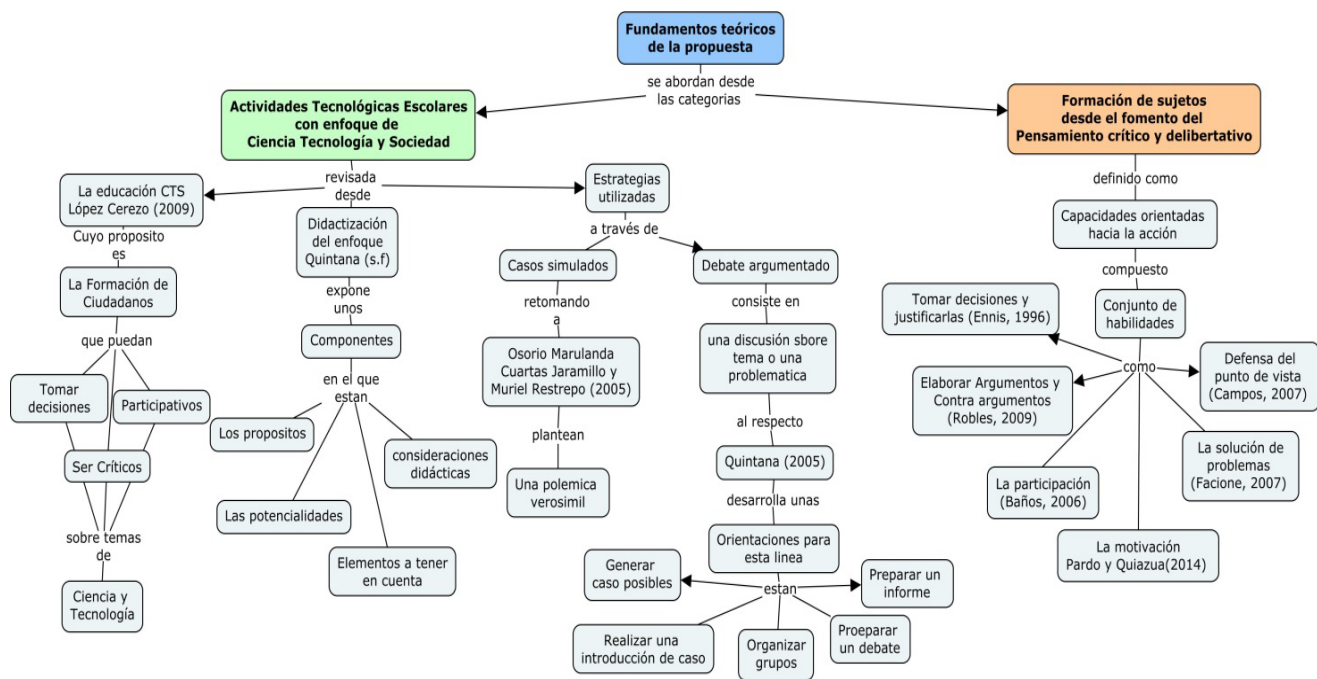 Fundamentos teóricos
de la propuesta
se abordan desde
las categorias
Actividades Tecnológicas Escolares
con enfoque de
Ciencia Tecnología y Sociedad
revisada
desde
La educación CTS
López Cerezo (2009)
Cuyo proposito
es
La Formación de
Ciudadanos
que puedan
Tomar
decisiones
Participativos
Ser Críticos
sobre temas
de
Ciencia y
Tecnología
Didactización
del enfoque
Quintana (s.f)
expone
unos
Componentes
en el que
estan
Los propositos
Las potencialidades
Elementos a tener
en cuenta
consideraciones
didácticas
Estrategias
utilizadas
a través de
Casos simulados
retomando
a
Osorio Marulanda
Cuartas Jaramillo y
Muriel Restrepo (2005)
plantean
Una polemica
verosimil
Debate argumentado
consiste en
una discusión sbore
tema o una
problematica
al respecto
Quintana (2005)
desarrolla unas
Orientaciones para
esta linea
estan
Generar
caso posibles
Realizar una
introducción de caso
Organizar
grupos
Proeparar
un debate
Preparar un
informe
Formación de sujetos
desde el fomento del
Pensamiento crítico y delibertativo
definido como
Capacidades orientadas
hacia la acción
compuesto
Conjunto de
habilidades
como
Tomar decisiones y
justificarlas (Ennis, 1996)
Elaborar Argumentos y
Contra argumentos
(Robles, 2009)
La participación
(Baños, 2006)
La motivación
Pardo y Quiazua(2014)
La solución de
problemas
(Facione, 2007)
Defensa del
punto de vista
(Campos, 2007)